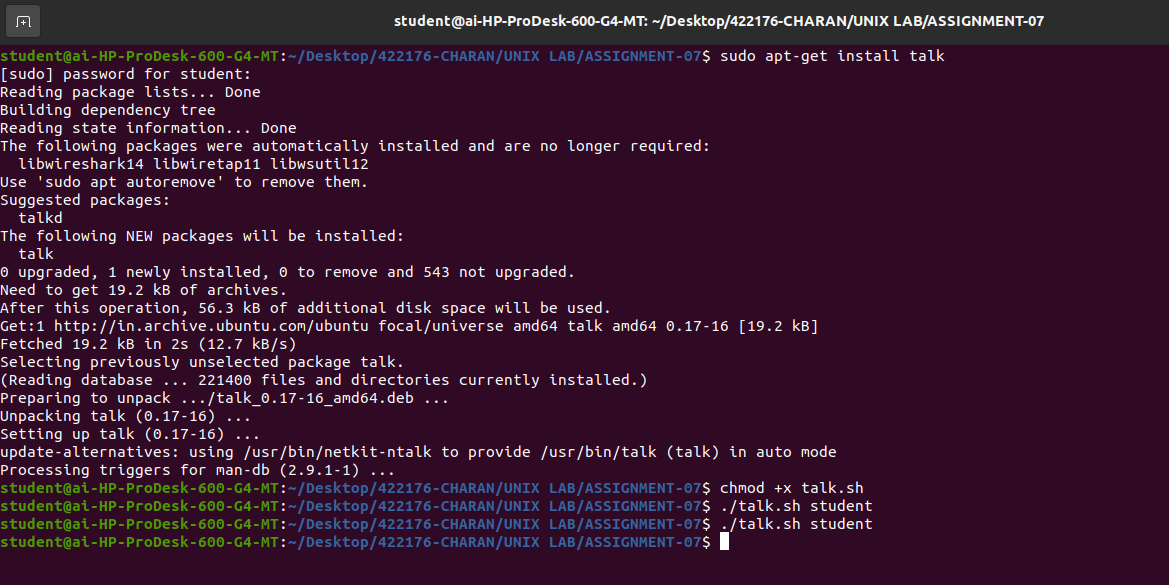 student@ai-HP-ProDesk-600-G4-MT: ~/Desktop/422176-CHARAN/UNIX LAB/ASSIGNMENT-07
student@ai-HP-ProDesk-600-G4-MT:~/Desktop/422176-CHARAN/UNIX LAB/ASSIGNMENT-07$ sudo apt-get install talk
[sudo] password for student:
Reading package lists... Done
Building dependency tree
Reading state information... Done
The following packages were automatically installed and are no longer required:
  libwireshark14 libwiretap11 libwsutil12
Use 'sudo apt autoremove' to remove them.
Suggested packages:
  talkd
The following NEW packages will be installed:
  talk
0 upgraded, 1 newly installed, 0 to remove and 543 not upgraded.
Need to get 19.2 kB of archives.
After this operation, 56.3 kB of additional disk space will be used.
Get:1 http://in.archive.ubuntu.com/ubuntu focal/universe amd64 talk amd64 0.17-16 [19.2 kB]
Fetched 19.2 kB in 2s (12.7 kB/s)
Selecting previously unselected package talk.
(Reading database ... 221400 files and directories currently installed.)
Preparing to unpack .../talk_0.17-16_amd64.deb ...
Unpacking talk (0.17-16) ...
Setting up talk (0.17-16) ...
update-alternatives: using /usr/bin/netkit-ntalk to provide /usr/bin/talk (talk) in auto mode
Processing triggers for man-db (2.9.1-1) ...
student@ai-HP-ProDesk-600-G4-MT:~/Desktop/422176-CHARAN/UNIX LAB/ASSIGNMENT-07$ chmod +x talk.sh
student@ai-HP-ProDesk-600-G4-MT:~/Desktop/422176-CHARAN/UNIX LAB/ASSIGNMENT-07$ ./talk.sh student
student@ai-HP-ProDesk-600-G4-MT:~/Desktop/422176-CHARAN/UNIX LAB/ASSIGNMENT-07$ ./talk.sh student
student@ai-HP-ProDesk-600-G4-MT:~/Desktop/422176-CHARAN/UNIX LAB/ASSIGNMENT-07$